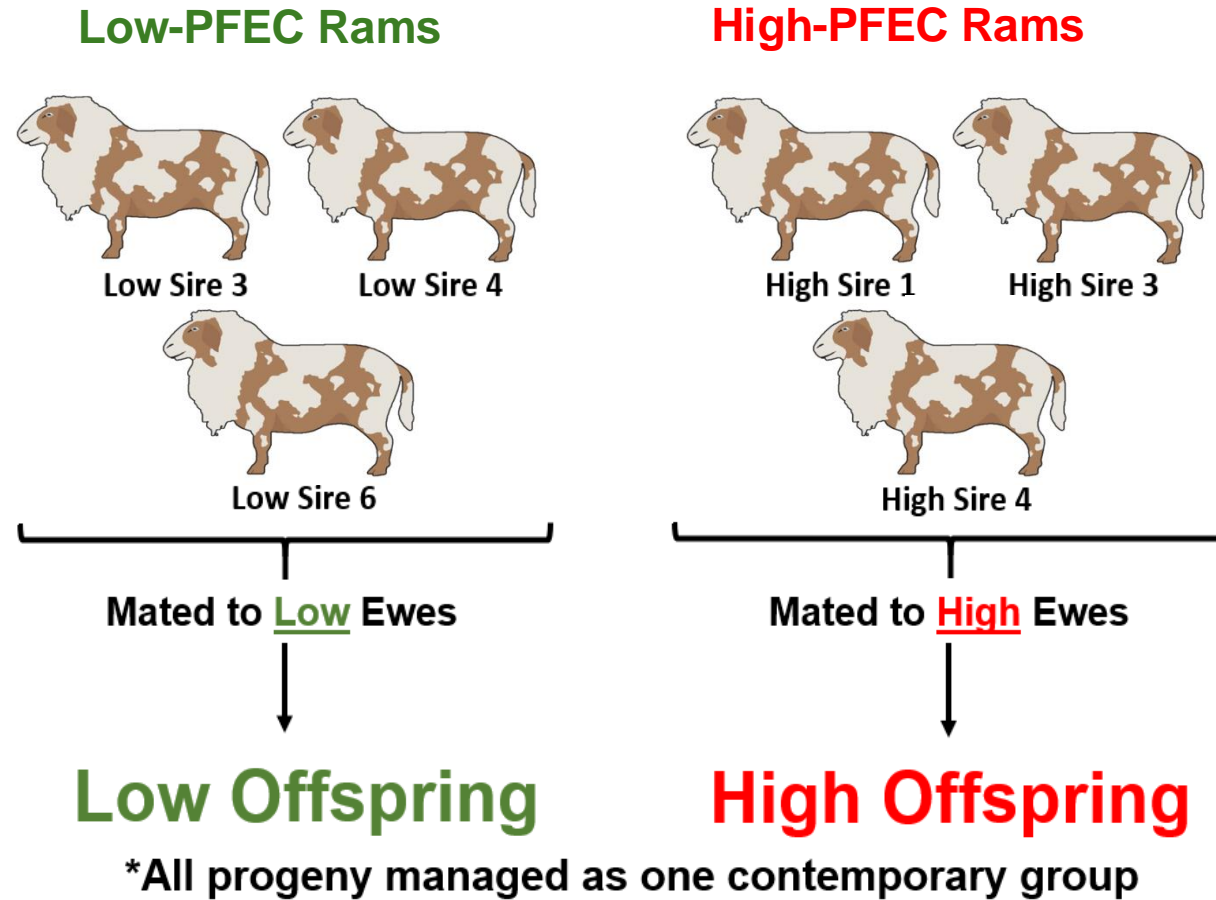 Low-PFEC Rams
High-PFEC Rams
Low Sire 3
Low Sire 4
High Sire 1
High Sire 3
Low Sire 6
High Sire 4
Mated to Low Ewes
Mated to High Ewes
Low Offspring
High Offspring
*All progeny managed as one contemporary group